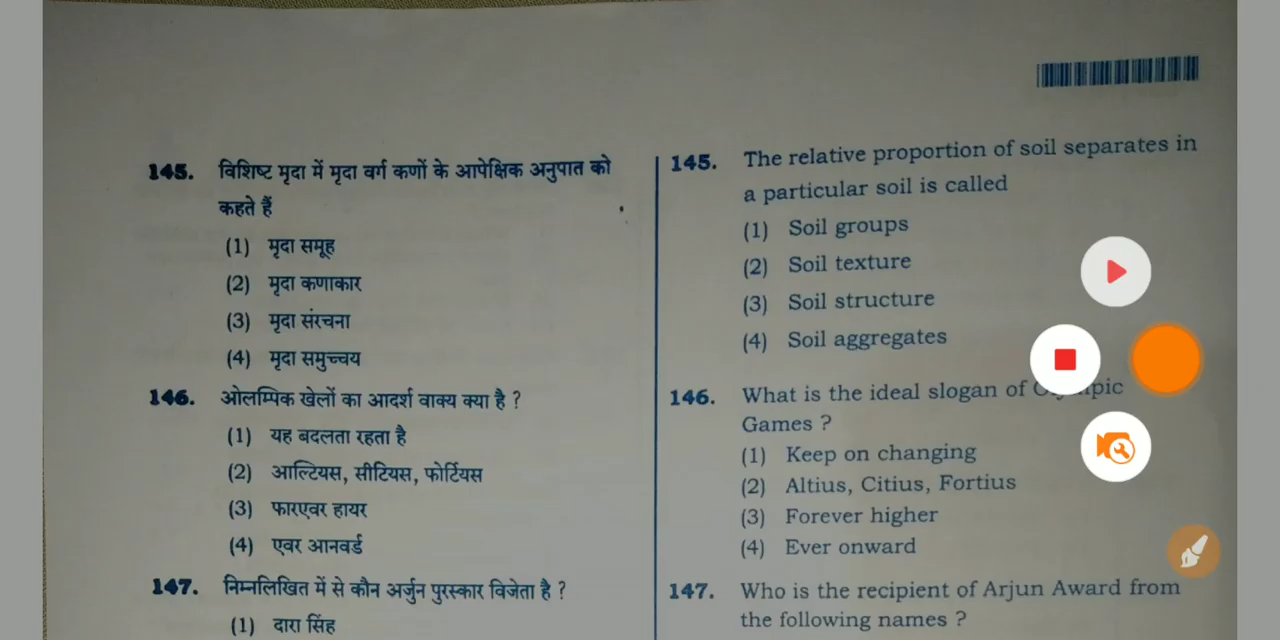 145. विशिष्ट मृदा में मृदा वर्ग कणों के आपेक्षिक अनुपात को
कहते हैं
(1) मृदा समूह
(2) मृदा कणाकार
(3) मृदा संरचना
(4) मृदा समुच्चय
146. ओलम्पिक खेलों का आदर्श वाक्य क्या है ?
(1) यह बदलता रहता है
(2) आल्टियस, सीटियस, फोर्टियस
(3) फारएवर हायर
(4) एवर आनवर्ड
147. निम्नलिखित में से कौन अर्जुन पुरस्कार विजेता है ?
(1) दारा सिंह
145. The relative proportion of soil separates in
a particular soil is called
(1) Soil groups
(2) Soil texture
(3) Soil structure
(4) Soil aggregates
146. What is the ideal slogan of
Games ?
(1) Keep on changing
(2) Altius, Citius, Fortius
(3) Forever higher
(4) Ever onward
147. Who is the recipient of Arjun Award from
the following names ?